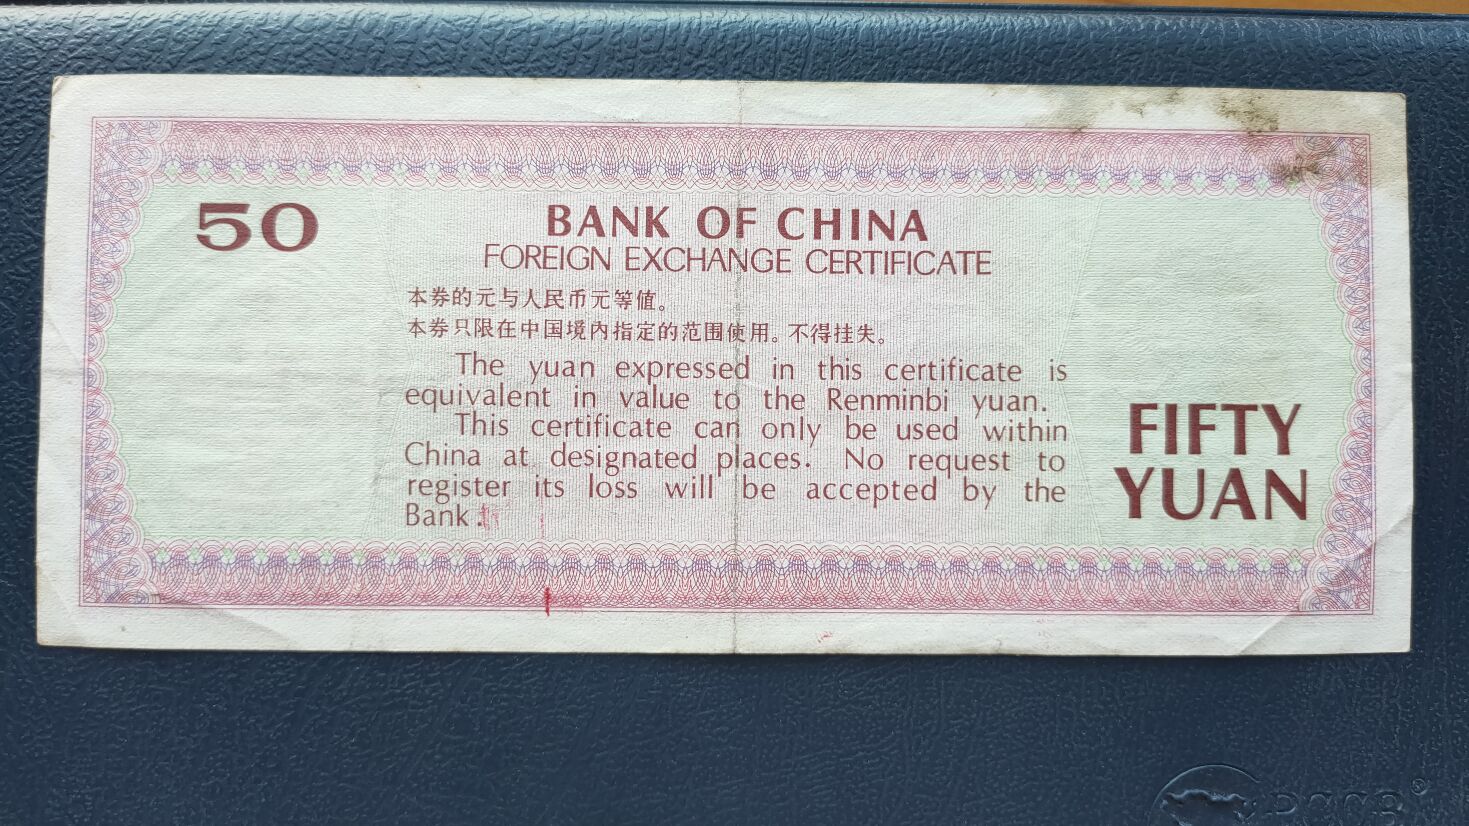 50
BANK OF CHINA
FOREIGN EXCHANGE CERTIFICATE
本券的元与人民币元等值。
本券只限在中国境内指定的范围使用。不得挂失。
The yuan expressed in this certificate is
equivalent in value to the Renminbi yuan.
This certificate can only be used within
China at designated places. No request to
register its loss will be accepted by the
Bank.
FIFTY
YUAN